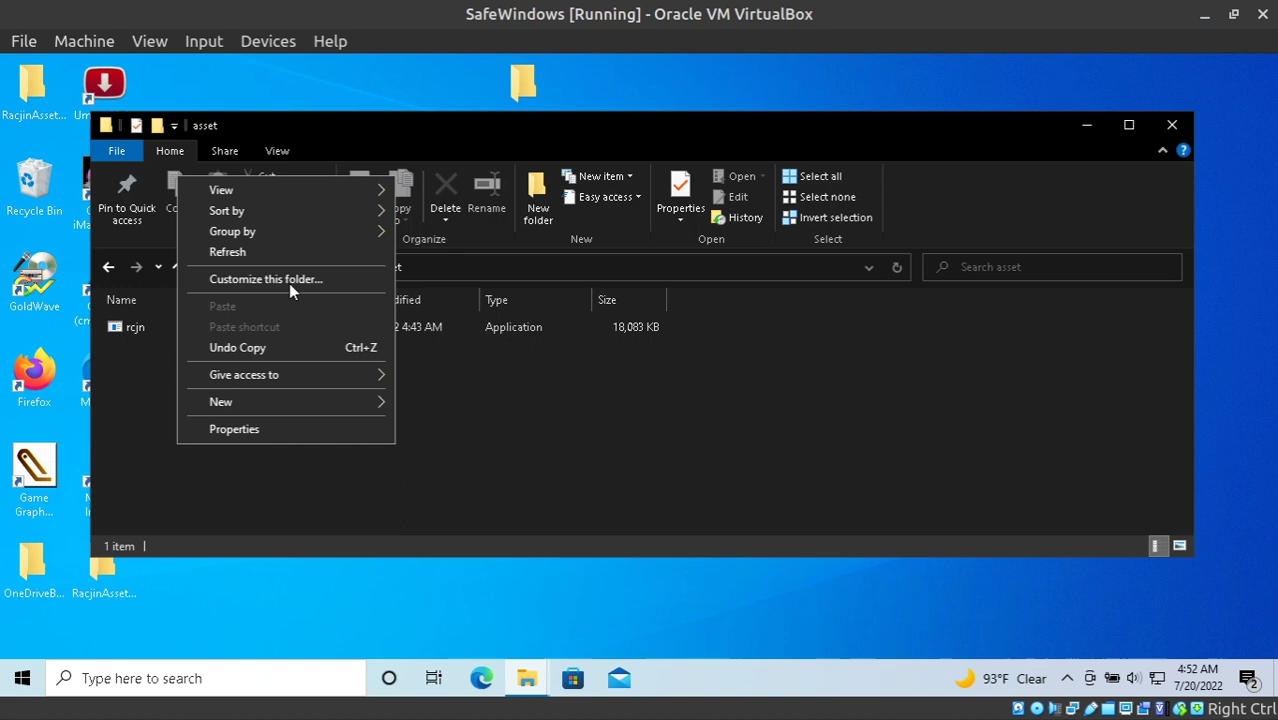 SafeWindows [Running] - Oracle VM VirtualBox
File Machine View Input Devices Help
RacjinAsset...
asset
File Home Share View
Pin to Quick access
Delete
Rename
New folder
New item
Easy access
Properties
Open
Edit
History
Select all
Select none
Invert selection
Organize
New
Open
Select
Search asset
Name
Type
Size
rcjn
4:43 AM
Application
18,083 KB
View
Sort by
Group by
Refresh
Customize this folder...
Paste
Paste shortcut
Undo Copy Ctrl+Z
Give access to
New
Properties
1 item
Recycle Bin
GoldWave
Firefox
Game Graph...
OneDriveB...
RacjinAsset...
Type here to search
93°F Clear
4:52 AM
7/20/2022
2
Right Ctrl